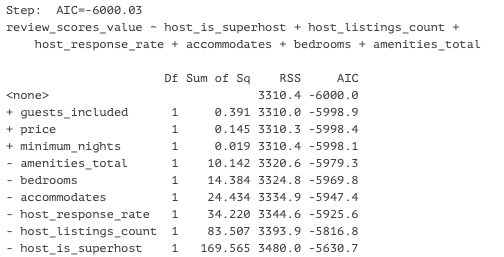 Step:  AIC=-6000.03
review_scores_value ~ host_is_superhost + host_listings_count +
    host_response_rate + accommodates + bedrooms + amenities_total

                      Df Sum of Sq    RSS     AIC
<none>                             3310.4 -6000.0
+ guests_included      1     0.391 3310.0 -5998.9
+ price                1     0.145 3310.3 -5998.4
+ minimum_nights       1     0.019 3310.4 -5998.1
- amenities_total      1    10.142 3320.6 -5979.3
- bedrooms             1    14.384 3324.8 -5969.8
- accommodates         1    24.434 3334.9 -5947.4
- host_response_rate   1    34.220 3344.6 -5925.6
- host_listings_count  1    83.507 3393.9 -5816.8
- host_is_superhost    1   169.565 3480.0 -5630.7